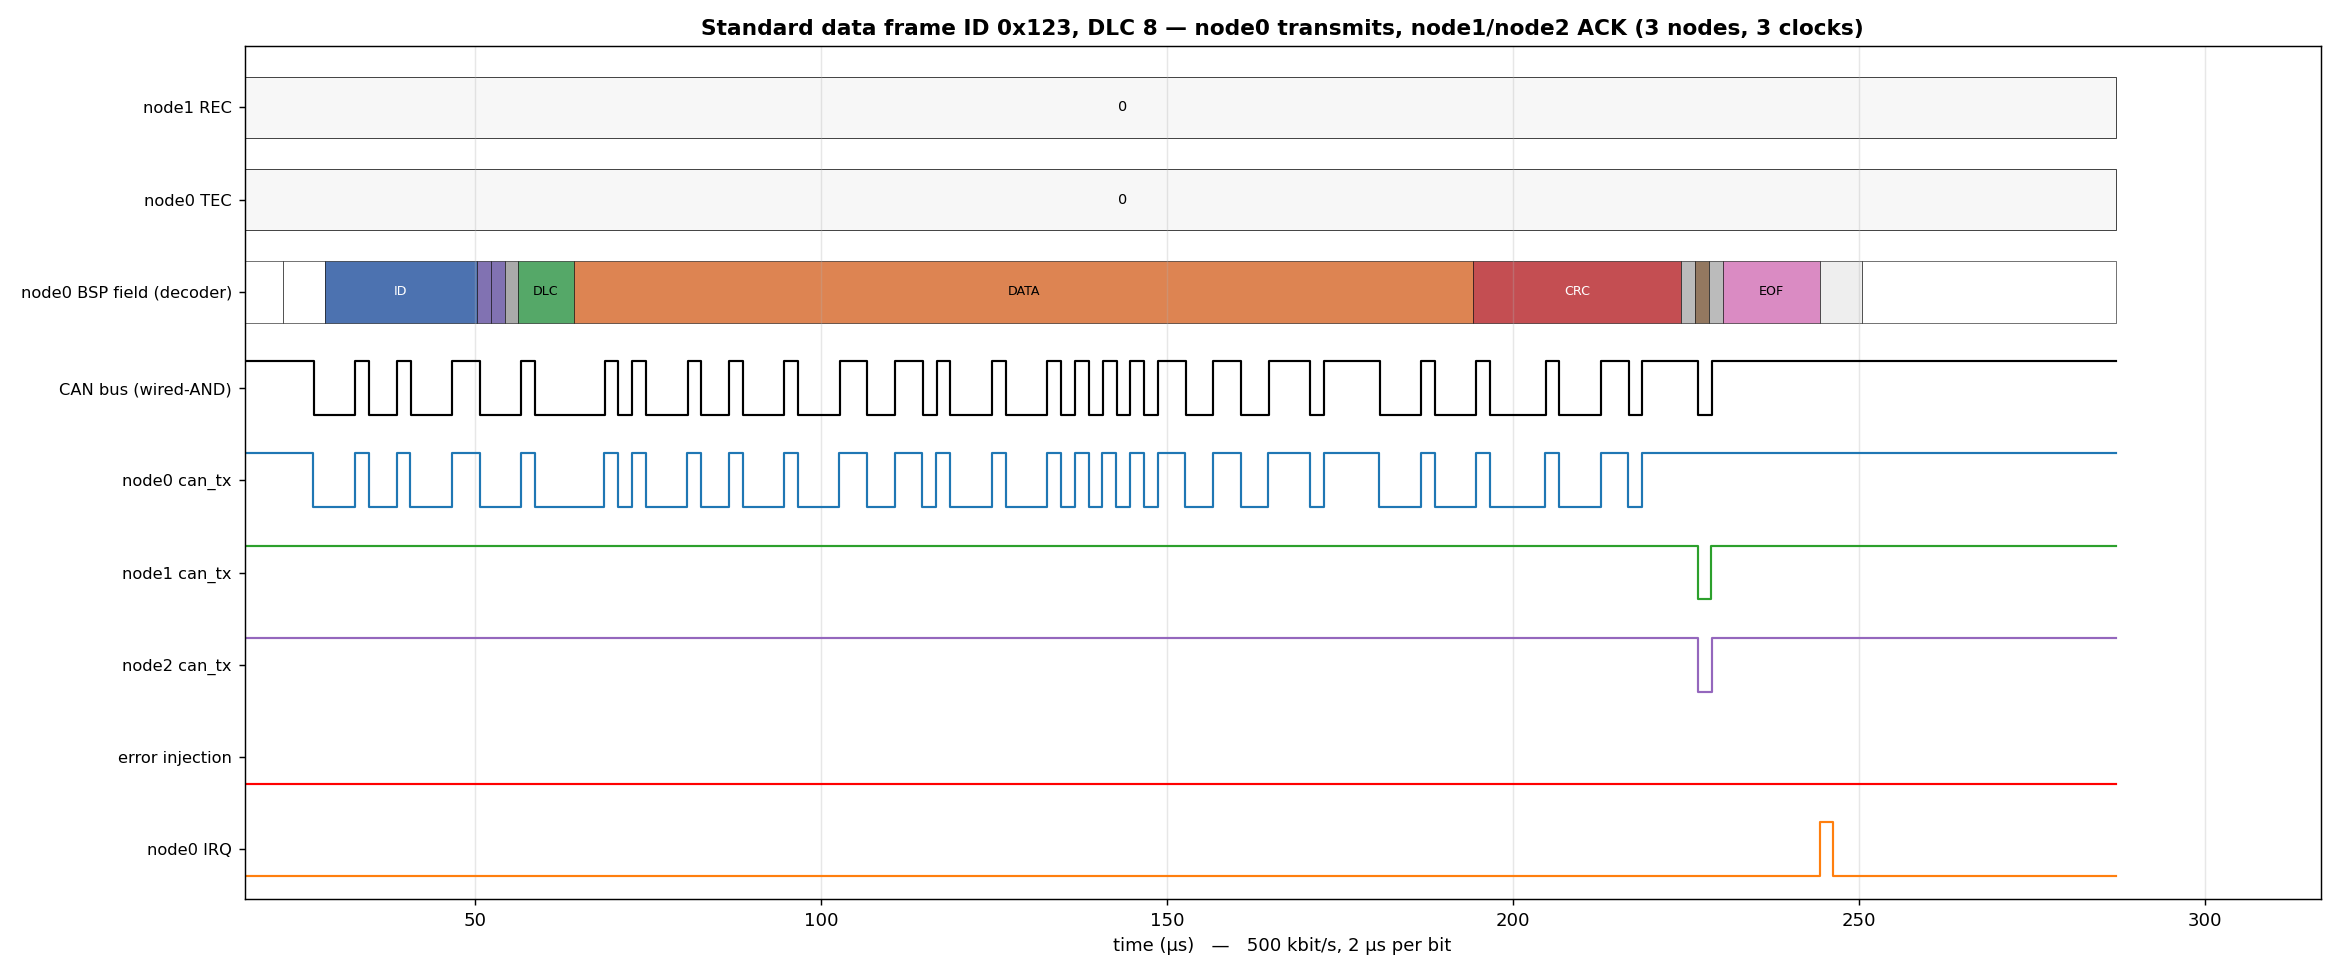 Standard data frame ID 0x123, DLC 8 — node0 transmits, node1/node2 ACK (3 nodes, 3 clocks)
node1 REC
0
node0 TEC
0
node0 BSP field (decoder)
ID
DLC
DATA
CRC
EOF
CAN bus (wired-AND)
node0 can_tx
node1 can_tx
node2 can_tx
error injection
node0 IRQ
50
100
150
200
250
300
time (µs) — 500 kbit/s, 2 µs per bit